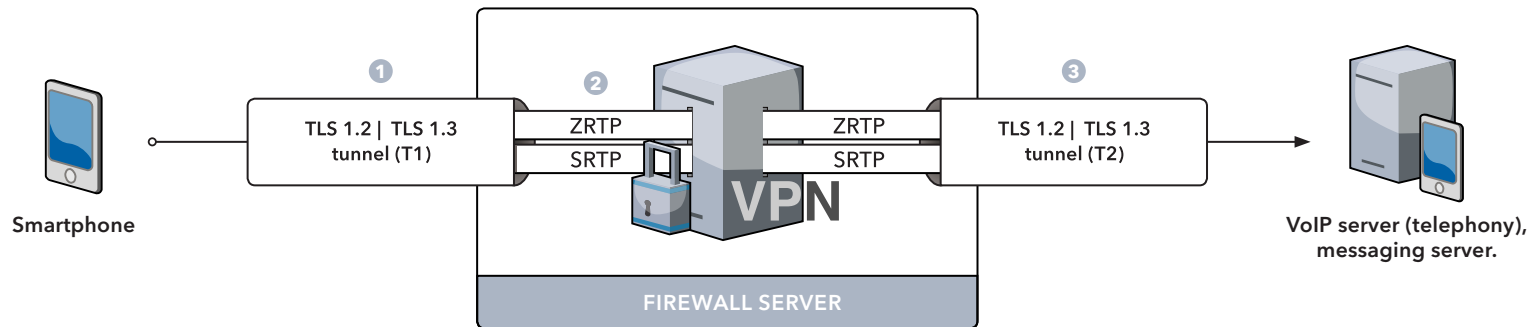 1
2
3
TLS 1.2 | TLS 1.3
tunnel (T1)
ZRTP
SRTP
ZRTP
SRTP
TLS 1.2 | TLS 1.3
tunnel (T2)
VPN
Smartphone
VoIP server (telephony),
messaging server.
FIREWALL SERVER